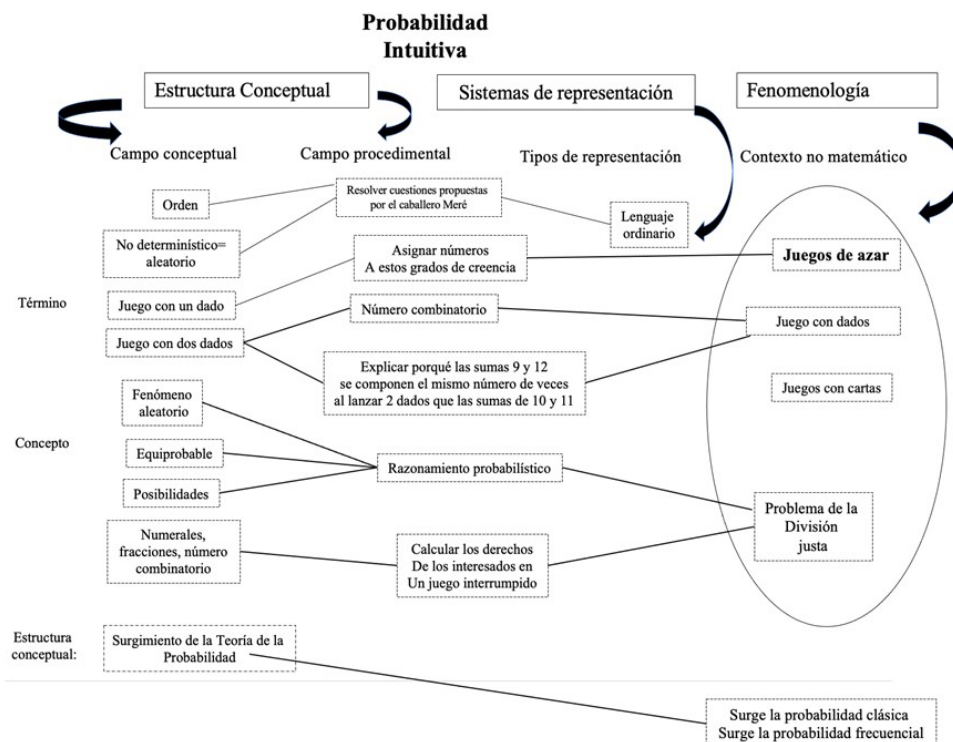 Probabilidad
Intuitiva
Estructura Conceptual
Sistemas de representación
Fenomenología
Campo conceptual
Campo procedimental
Tipos de representación
Contexto no matemático
Orden
Resolver cuestiones propuestas
por el caballero Meré
Lenguaje
ordinario
No determinístico=
aleatorio
Asignar números
A estos grados de creencia
Juegos de azar
Término
Juego con un dado
Número combinatorio
Juego con dados
Juego con dos dados
Explicar porqué las sumas 9 y 12
se componen el mismo número de veces
al lanzar 2 dados que las sumas de 10 y 11
Juegos con cartas
Fenómeno
aleatorio
Concepto
Equiprobable
Razonamiento probabilístico
Posibilidades
Problema de la
División
justa
Numerales,
fracciones, número
combinatorio
Calcular los derechos
De los interesados en
Un juego interrumpido
Estructura
conceptual:
Surgimiento de la Teoría de la
Probabilidad
Surge la probabilidad clásica
Surge la probabilidad frecuencial